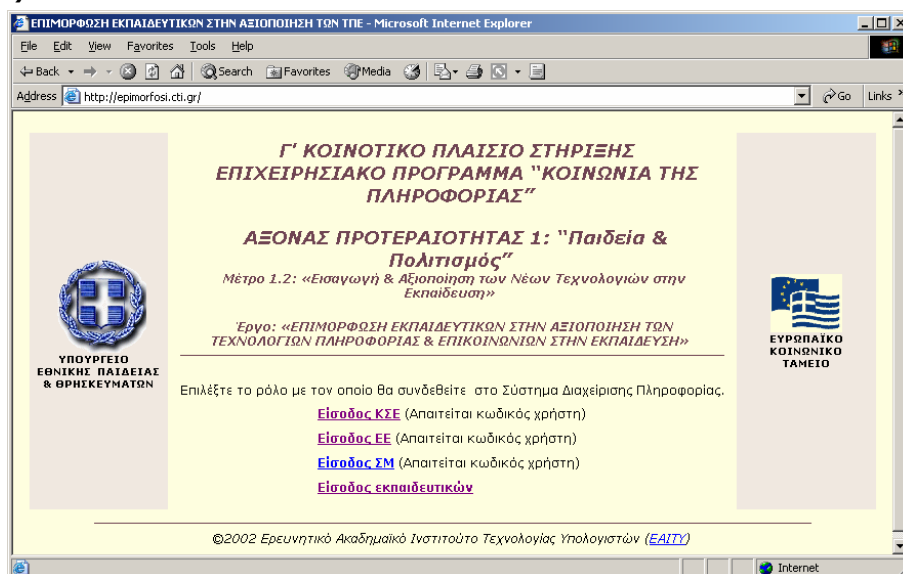 ΕΠΙΜΟΡΦΩΣΗ ΕΚΠΑΙΔΕΥΤΙΚΩΝ ΣΤΗΝ ΑΞΙΟΠΟΙΗΣΗ ΤΩΝ ΤΠΕ - Microsoft Internet Explorer
File Edit View Favorites Tools Help
Back Search Favorites Media
Address http://epimorfosi.cti.gr/ Go Links
Γ' ΚΟΙΝΟΤΙΚΟ ΠΛΑΙΣΙΟ ΣΤΗΡΙΞΗΣ
ΕΠΙΧΕΙΡΗΣΙΑΚΟ ΠΡΟΓΡΑΜΜΑ "ΚΟΙΝΩΝΙΑ ΤΗΣ
ΠΛΗΡΟΦΟΡΙΑΣ"
ΑΞΟΝΑΣ ΠΡΟΤΕΡΑΙΟΤΗΤΑΣ 1: "Παιδεία &
Πολιτισμός"
Μέτρο 1.2: «Εισαγωγή & Αξιοποίηση των Νέων Τεχνολογιών στην
Εκπαίδευση»
Έργο: «ΕΠΙΜΟΡΦΩΣΗ ΕΚΠΑΙΔΕΥΤΙΚΩΝ ΣΤΗΝ ΑΞΙΟΠΟΙΗΣΗ ΤΩΝ
ΤΕΧΝΟΛΟΓΙΩΝ ΠΛΗΡΟΦΟΡΙΑΣ & ΕΠΙΚΟΙΝΩΝΙΩΝ ΣΤΗΝ ΕΚΠΑΙΔΕΥΣΗ»
ΥΠΟΥΡΓΕΙΟ
ΕΘΝΙΚΗΣ ΠΑΙΔΕΙΑΣ
& ΘΡΗΣΚΕΥΜΑΤΩΝ
ΕΥΡΩΠΑΪΚΟ
ΚΟΙΝΩΝΙΚΟ
ΤΑΜΕΙΟ
Επιλέξτε το ρόλο με τον οποίο θα συνδεθείτε στο Σύστημα Διαχείρισης Πληροφορίας.
Είσοδος ΚΣΕ (Απαιτείται κωδικός χρήστη)
Είσοδος ΕΕ (Απαιτείται κωδικός χρήστη)
Είσοδος ΣΜ (Απαιτείται κωδικός χρήστη)
Είσοδος εκπαιδευτικών
©2002 Ερευνητικό Ακαδημαϊκό Ινστιτούτο Τεχνολογίας Υπολογιστών (ΕΑΙΤΥ)
Internet